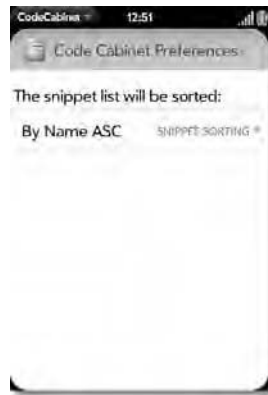 CodeCabinet 12:51
Code Cabinet Preferences
The snippet list will be sorted:
By Name ASC SNIPPET SORTING